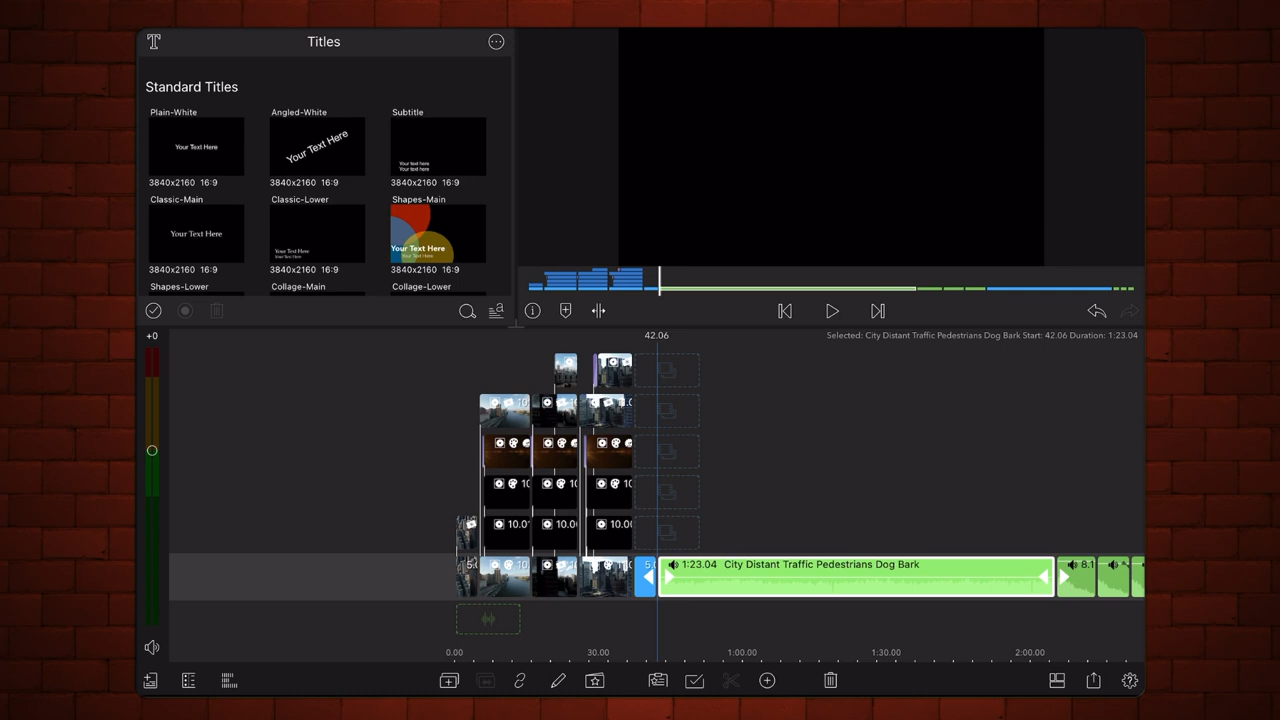 Titles
Standard Titles
Plain-White
Angled-White
Subtitle
Your Text Here
Your Text Here
Your text here
Your text here
3840x2160 16:9
3840x2160 16:9
3840x2160 16:9
Classic-Main
Classic-Lower
Shapes-Main
Your Text Here
Your Text Here
Your Text Here
Your Text Here
3840x2160 16:9
3840x2160 16:9
3840x2160 16:9
Shapes-Lower
Collage-Main
Collage-Lower
+0
42.06
Selected: City Distant Traffic Pedestrians Dog Bark Start: 42.06 Duration: 1:23.04
1:23.04 City Distant Traffic Pedestrians Dog Bark
8.1
0.00
30.00
1:00.00
1:30.00
2:00.00